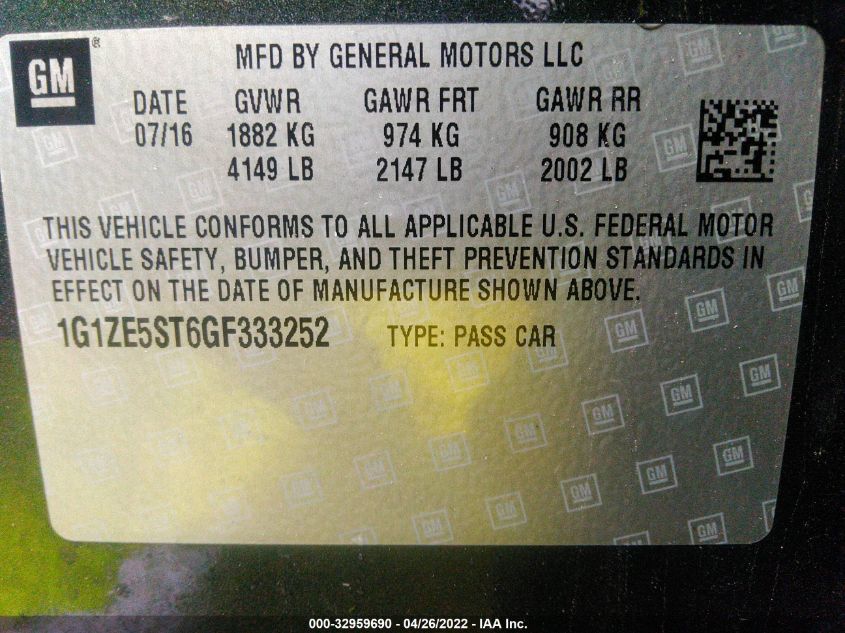 GM ® MFD BY GENERAL MOTORS LLC
DATE GVWR GAWR FRT GAWR RR
07/16 1882 KG 974 KG 908 KG
4149 LB 2147 LB 2002 LB
THIS VEHICLE CONFORMS TO ALL APPLICABLE U.S. FEDERAL MOTOR
VEHICLE SAFETY, BUMPER, AND THEFT PREVENTION STANDARDS IN
EFFECT ON THE DATE OF MANUFACTURE SHOWN ABOVE.
1G1ZE5ST6GF333252 TYPE: PASS CAR
000-32959690 - 04/26/2022 - IAA Inc.